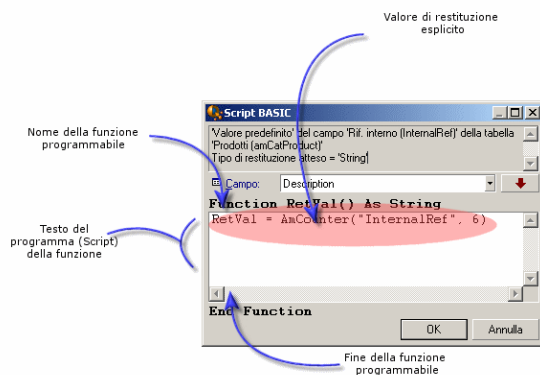 Valore di restituzione
esplicito
Nome della funzione
programmabile
Testo del
programma (Script)
della funzione
Script BASIC
'Valore predefinito' del campo 'Rif. interno (InternalRef)' della tabella
'Prodotti (amCatProduct)'
Tipo di restituzione atteso = 'String'
Campo:
Description
Function RetVal() As String
RetVal = AmCounter("InternalRef", 6)
End Function
OK
Annulla
Fine della funzione
programmabile